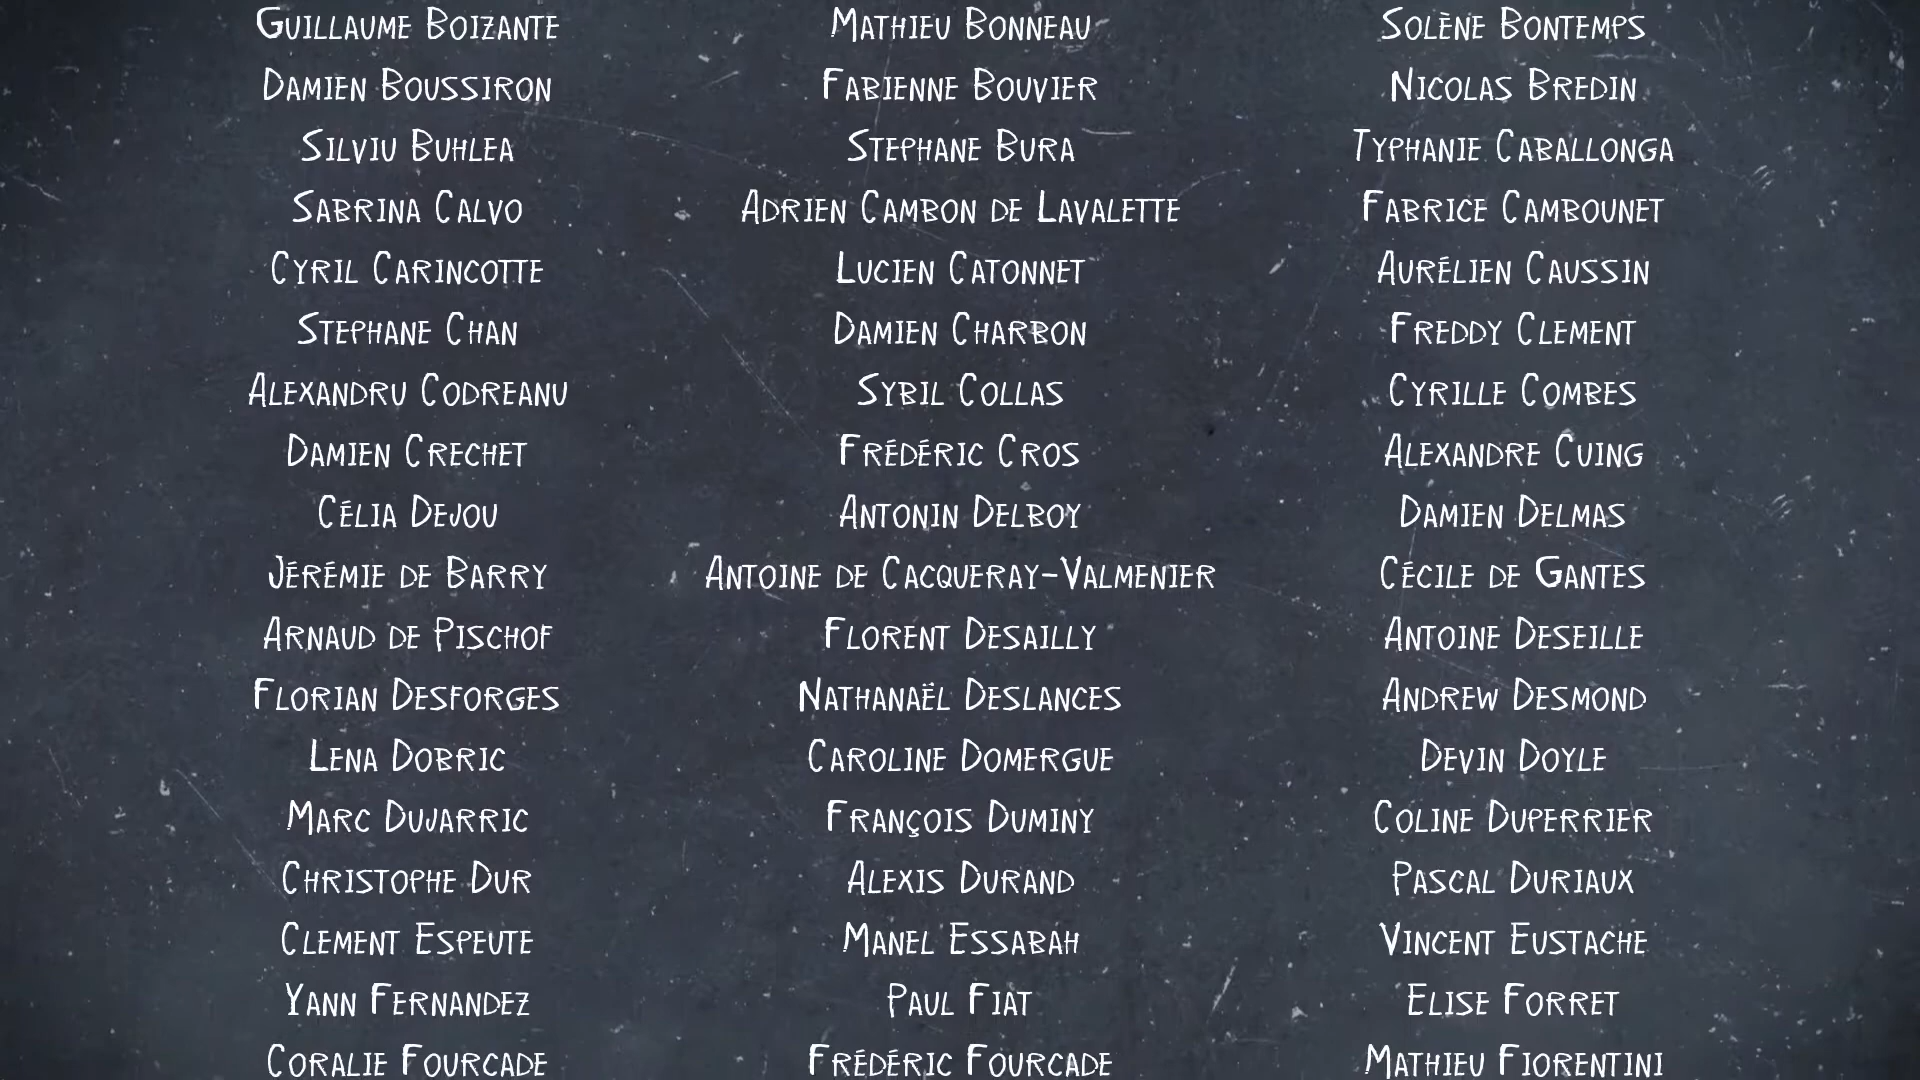 Guillaume Boizante Mathieu Bonneau Solène Bontemps
Damien Boussiron Fabienne Bouvier Nicolas Bredin
Silviu Buhlea Stephane Bura Typhanie Caballonga
Sabrina Calvo Adrien Cambon de Lavalette Fabrice Cambounet
Cyril Carincotte Lucien Catonnet Aurélien Caussin
Stephane Chan Damien Charbon Freddy Clement
Alexandru Codreanu Sybil Collas Cyrille Combes
Damien Crechet Frédéric Cros Alexandre Cuing
Célia Dejou Antonin Delboy Damien Delmas
Jérémie de Barry Antoine de Cacqueray-Valmenier Cécile de Gantes
Arnaud de Pischof Florent Desailly Antoine Deseille
Florian Desforges Nathanaël Deslances Andrew Desmond
Lena Dobric Caroline Domergue Devin Doyle
Marc Dujarric François Duminy Coline Duperrier
Christophe Dur Alexis Durand Pascal Duriaux
Clement Espeute Manel Essabah Vincent Eustache
Yann Fernandez Paul Fiat Elise Forret
Coralie Fourcade Frédéric Fourcade Mathieu Fiorentini